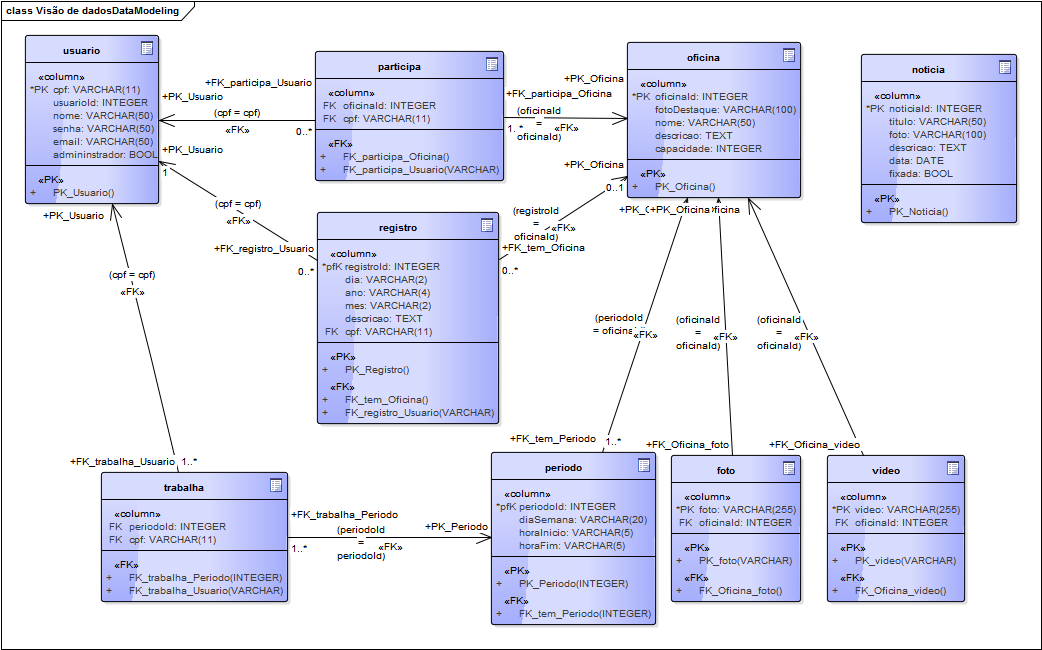 class Visão de dadosDataModeling
usuario
«column»
*PK cpf: VARCHAR(11)
usuarioId: INTEGER
nome: VARCHAR(50)
senha: VARCHAR(50)
email: VARCHAR(50)
admininstrador: BOOL
«PK»
+ PK_Usuario()
participa
«column»
FK oficinaId: INTEGER
FK cpf: VARCHAR(11)
«FK»
+ FK_participa_Oficina()
+ FK_participa_Usuario(VARCHAR)
oficina
«column»
*PK oficinaId: INTEGER
fotoDestaque: VARCHAR(100)
nome: VARCHAR(50)
descricao: TEXT
capacidade: INTEGER
«PK»
+ PK_Oficina()
noticia
«column»
*PK noticiaId: INTEGER
titulo: VARCHAR(50)
foto: VARCHAR(100)
descricao: TEXT
data: DATE
fixada: BOOL
«PK»
+ PK_Noticia()
+FK_participa_Usuario
+PK_Usuario
(cpf = cpf)
«FK»
0..*
+PK_Oficina
+FK_participa_Oficina
(oficinaId
=
oficinaId)
1..*
«FK»
+PK_Usuario
1
(cpf = cpf)
«FK»
+FK_registro_Usuario
0..*
+PK_Oficina
0..1
(registroId
=
oficinaId)
«FK»
+FK_tem_Oficina
0..*
registro
«column»
*pfK registroId: INTEGER
dia: VARCHAR(2)
ano: VARCHAR(4)
mes: VARCHAR(2)
descricao: TEXT
FK cpf: VARCHAR(11)
«PK»
+ PK_Registro()
«FK»
+ FK_tem_Oficina()
+ FK_registro_Usuario(VARCHAR)
+PK_Usuario
(cpf = cpf)
«FK»
+FK_trabalha_Usuario 1..*
+PK_Oficina
(periodoId
= oficina
«FK»
+FK_tem_Periodo 1..*
(oficinaId
=
oficinaId)
«FK»
+FK_Oficina_foto
(oficinaId
=
oficinaId)
«FK»
+FK_Oficina_video
trabalha
«column»
FK periodoId: INTEGER
FK cpf: VARCHAR(11)
«FK»
+ FK_trabalha_Periodo(INTEGER)
+ FK_trabalha_Usuario(VARCHAR)
+FK_trabalha_Periodo
(periodoId
=
periodoId)
1..*
«FK»
+PK_Periodo
periodo
«column»
*pfK periodoId: INTEGER
diaSemana: VARCHAR(20)
horaInicio: VARCHAR(5)
horaFim: VARCHAR(5)
«PK»
+ PK_Periodo(INTEGER)
«FK»
+ FK_tem_Periodo(INTEGER)
foto
«column»
*PK foto: VARCHAR(255)
FK oficinaId: INTEGER
«PK»
+ PK_foto(VARCHAR)
«FK»
+ FK_Oficina_foto()
video
«column»
*PK video: VARCHAR(255)
FK oficinaId: INTEGER
«PK»
+ PK_video(VARCHAR)
«FK»
+ FK_Oficina_video()